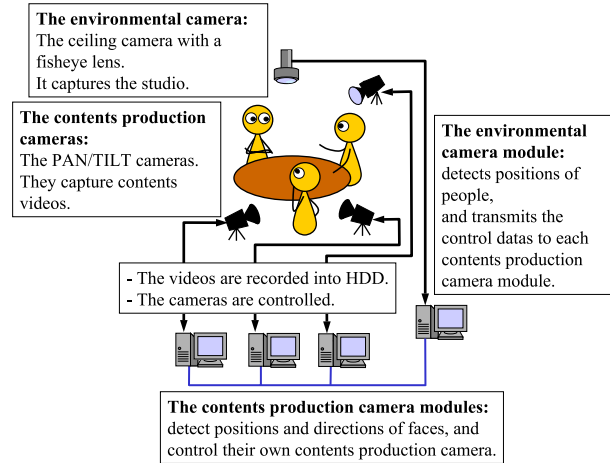 The environmental camera:
The ceiling camera with a
fisheye lens.
It captures the studio.
The contents production
cameras:
The PAN/TILT cameras.
They capture contents
videos.
The environmental
camera module:
detects positions of
people,
and transmits the
control datas to each
contents production
camera module.
- The videos are recorded into HDD.
- The cameras are controlled.
The contents production camera modules:
detect positions and directions of faces, and
control their own contents production camera.